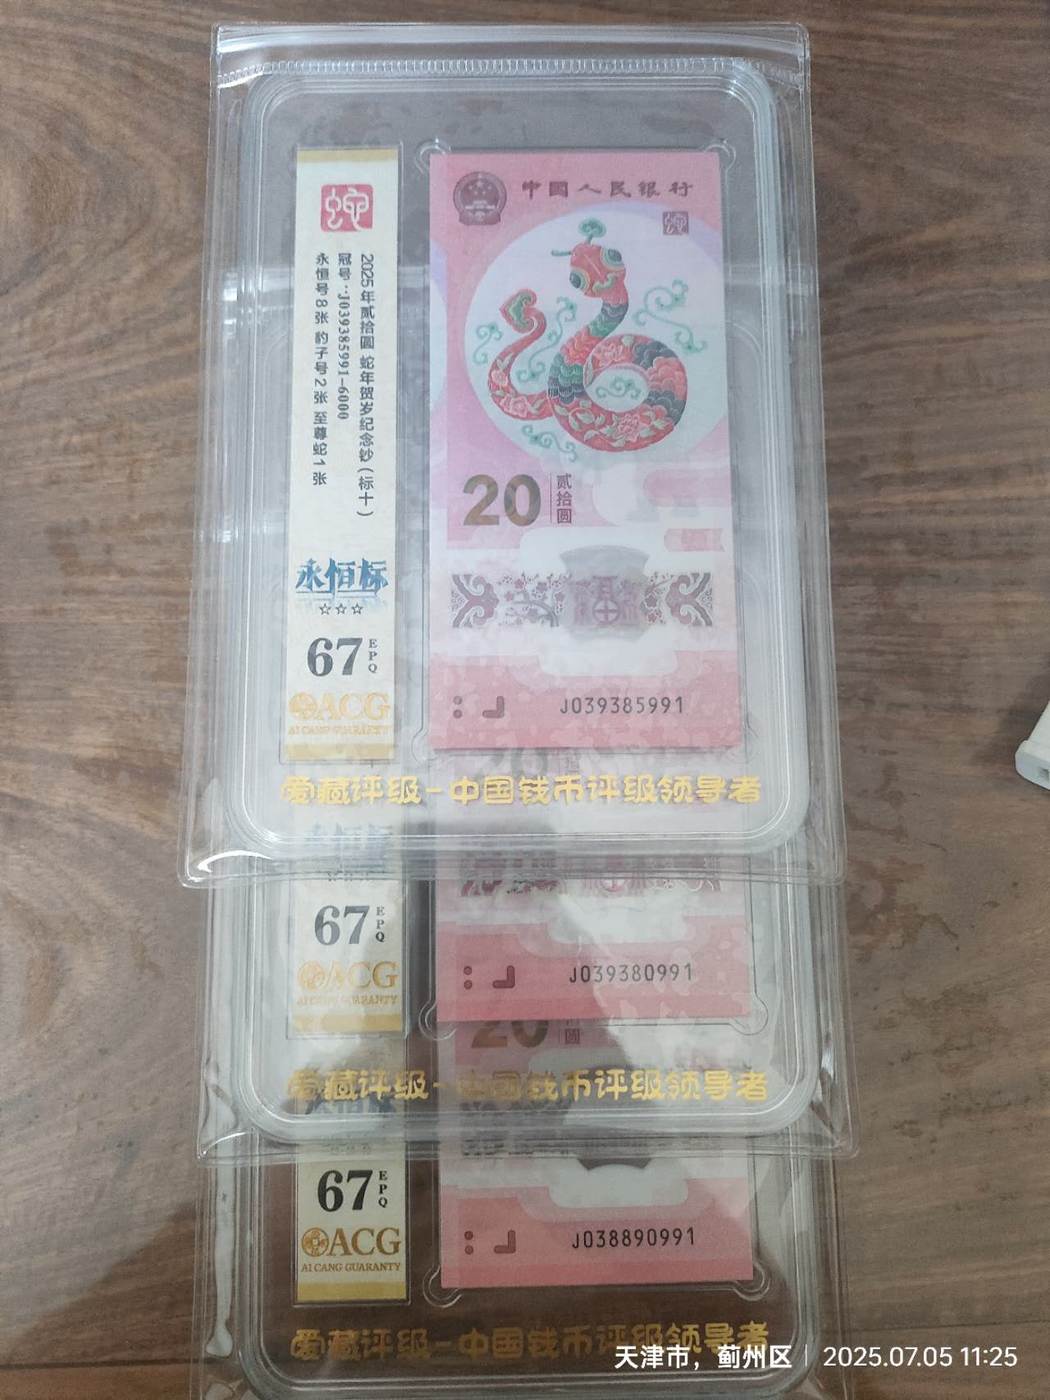 蛇
2025年贰拾圆 蛇年贺岁纪念钞(标十)
冠号:J039385991-6000
永恒号8张 豹子号2张 至尊蛇1张
永恒标
☆☆☆
67 EPQ
ACG
AI CANG GUARANTY
中国人民银行
蛇
20 贰拾圆
J039385991
爱藏评级-中国钱币评级领导者
67 EPQ
ACG
AI CANG GUARANTY
20 圆
J039380991
爱藏评级-中国钱币评级领导者
67 EPQ
ACG
AI CANG GUARANTY
J038890991
爱藏评级-中国钱币评级领导者
天津市，蓟州区 | 2025.07.05 11:25